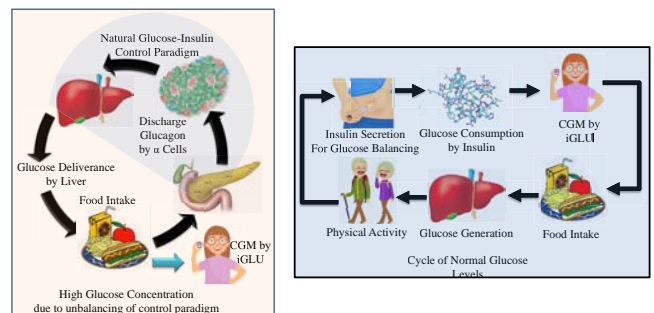 Natural Glucose-Insulin
Control Paradigm
Discharge
Glucagon
by α Cells
Glucose Deliverance
by Liver
Food Intake
CGM by
iGLU
High Glucose Concentration
due to unbalancing of control paradigm
Insulin Secretion
For Glucose Balancing
Glucose Consumption
by Insulin
CGM by
iGLU
Physical Activity
Glucose Generation
Food Intake
Cycle of Normal Glucose
Levels